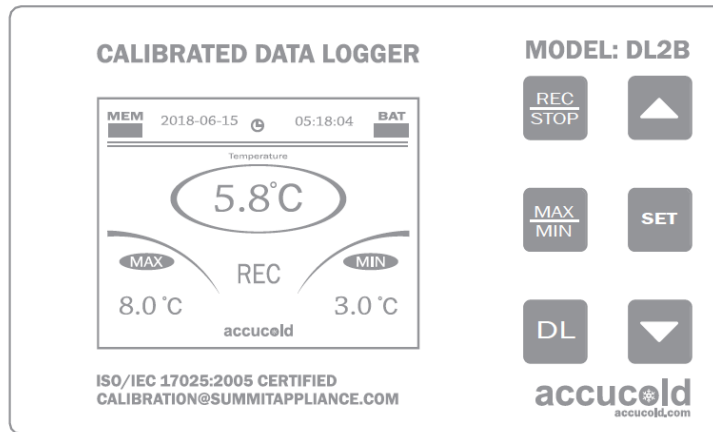 CALIBRATED DATA LOGGER
MODEL: DL2B
MEM 2018-06-15 05:18:04 BAT
Temperature
5.8°C
MAX
REC
MIN
8.0 °C
3.0 °C
accucold
REC
STOP
MAX
MIN
SET
DL
ISO/IEC 17025:2005 CERTIFIED
CALIBRATION@SUMMITAPPLIANCE.COM
accucold
accucold.com